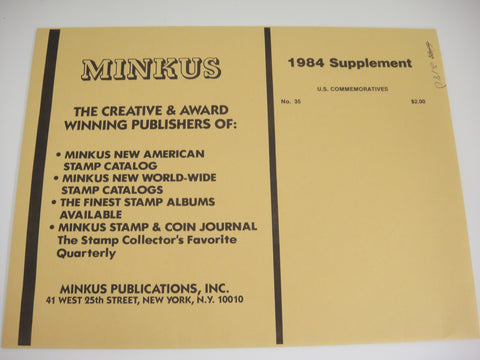 MINKUS
THE CREATIVE & AWARD
WINNING PUBLISHERS OF:
• MINKUS NEW AMERICAN
STAMP CATALOG
• MINKUS NEW WORLD-WIDE
STAMP CATALOGS
• THE FINEST STAMP ALBUMS
AVAILABLE
• MINKUS STAMP & COIN JOURNAL
The Stamp Collector's Favorite
Quarterly
MINKUS PUBLICATIONS, INC.
41 WEST 25th STREET, NEW YORK, N.Y. 10010
1984 Supplement
U.S. COMMEMORATIVES
No. 35 $2.00